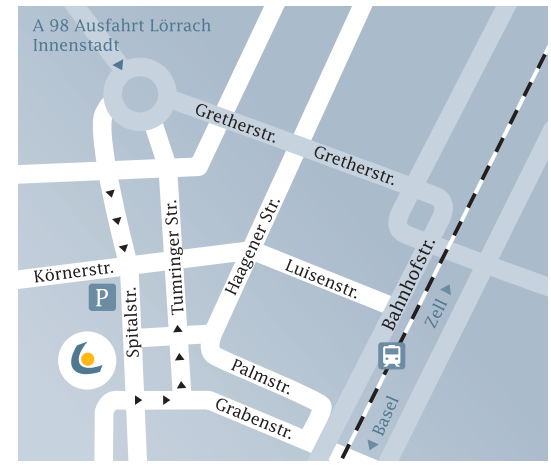 A 98 Ausfahrt Lörrach
Innenstadt
Gretherstr.
Gretherstr.
Haagener Str.
Tumringer Str.
Körnerstr.
Luisenstr.
Bahnhofstr.
P
Spitalstr.
Zell
Palmstr.
Grabenstr.
Basel